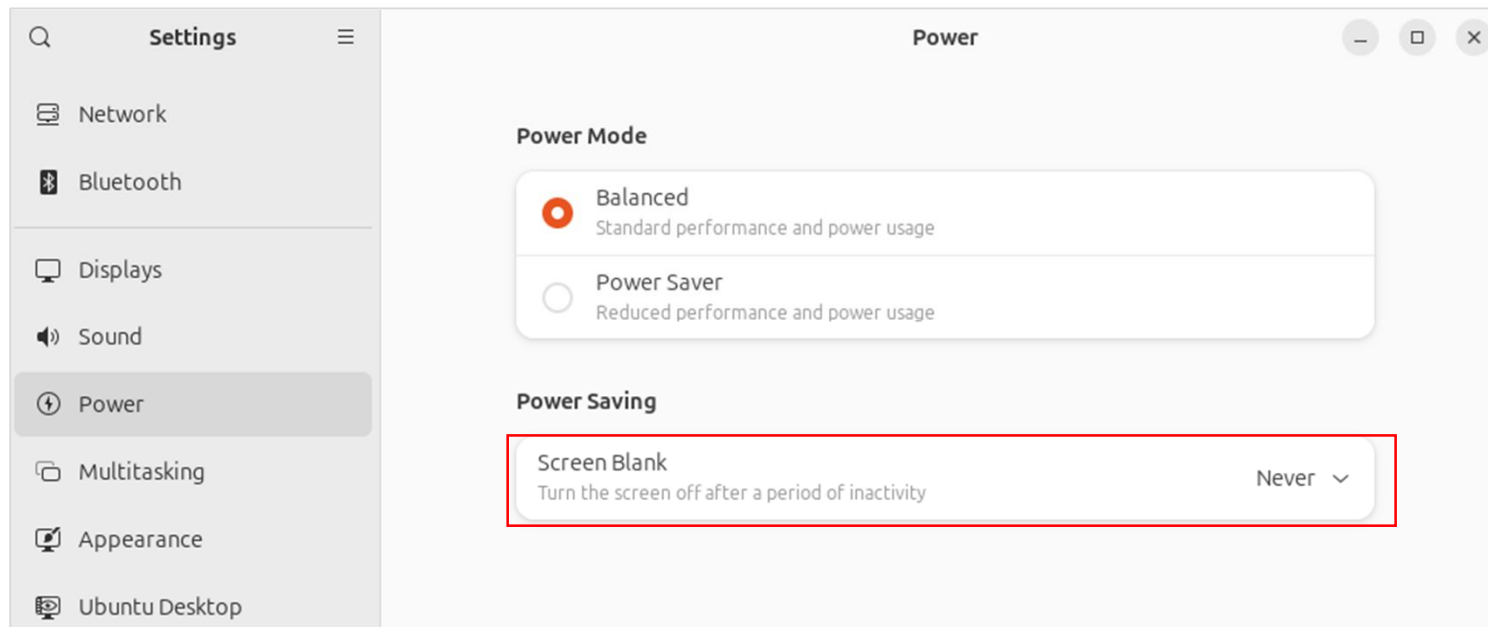 Settings
Network
Bluetooth
Displays
Sound
Power
Multitasking
Appearance
Ubuntu Desktop
Power
Power Mode
Balanced
Standard performance and power usage
Power Saver
Reduced performance and power usage
Power Saving
Screen Blank
Turn the screen off after a period of inactivity
Never